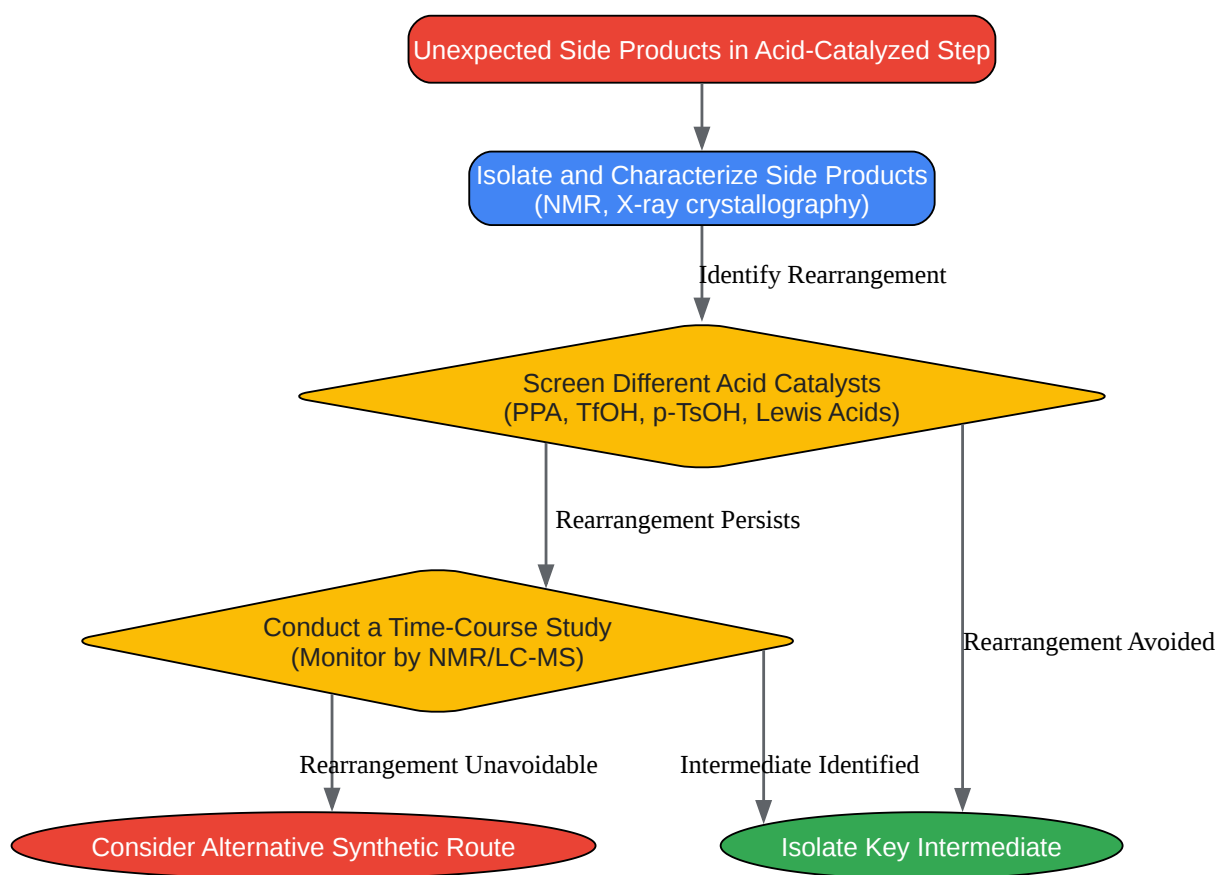 Unexpected Side Products in Acid-Catalyzed Step
Isolate and Characterize Side Products
(NMR, X-ray crystallography)
Identify Rearrangement
Screen Different Acid Catalysts
(PPA, TfOH, p-TsOH, Lewis Acids)
Rearrangement Persists
Conduct a Time-Course Study
(Monitor by NMR/LC-MS)
Rearrangement Avoided
Rearrangement Unavoidable
Intermediate Identified
Consider Alternative Synthetic Route
Isolate Key Intermediate